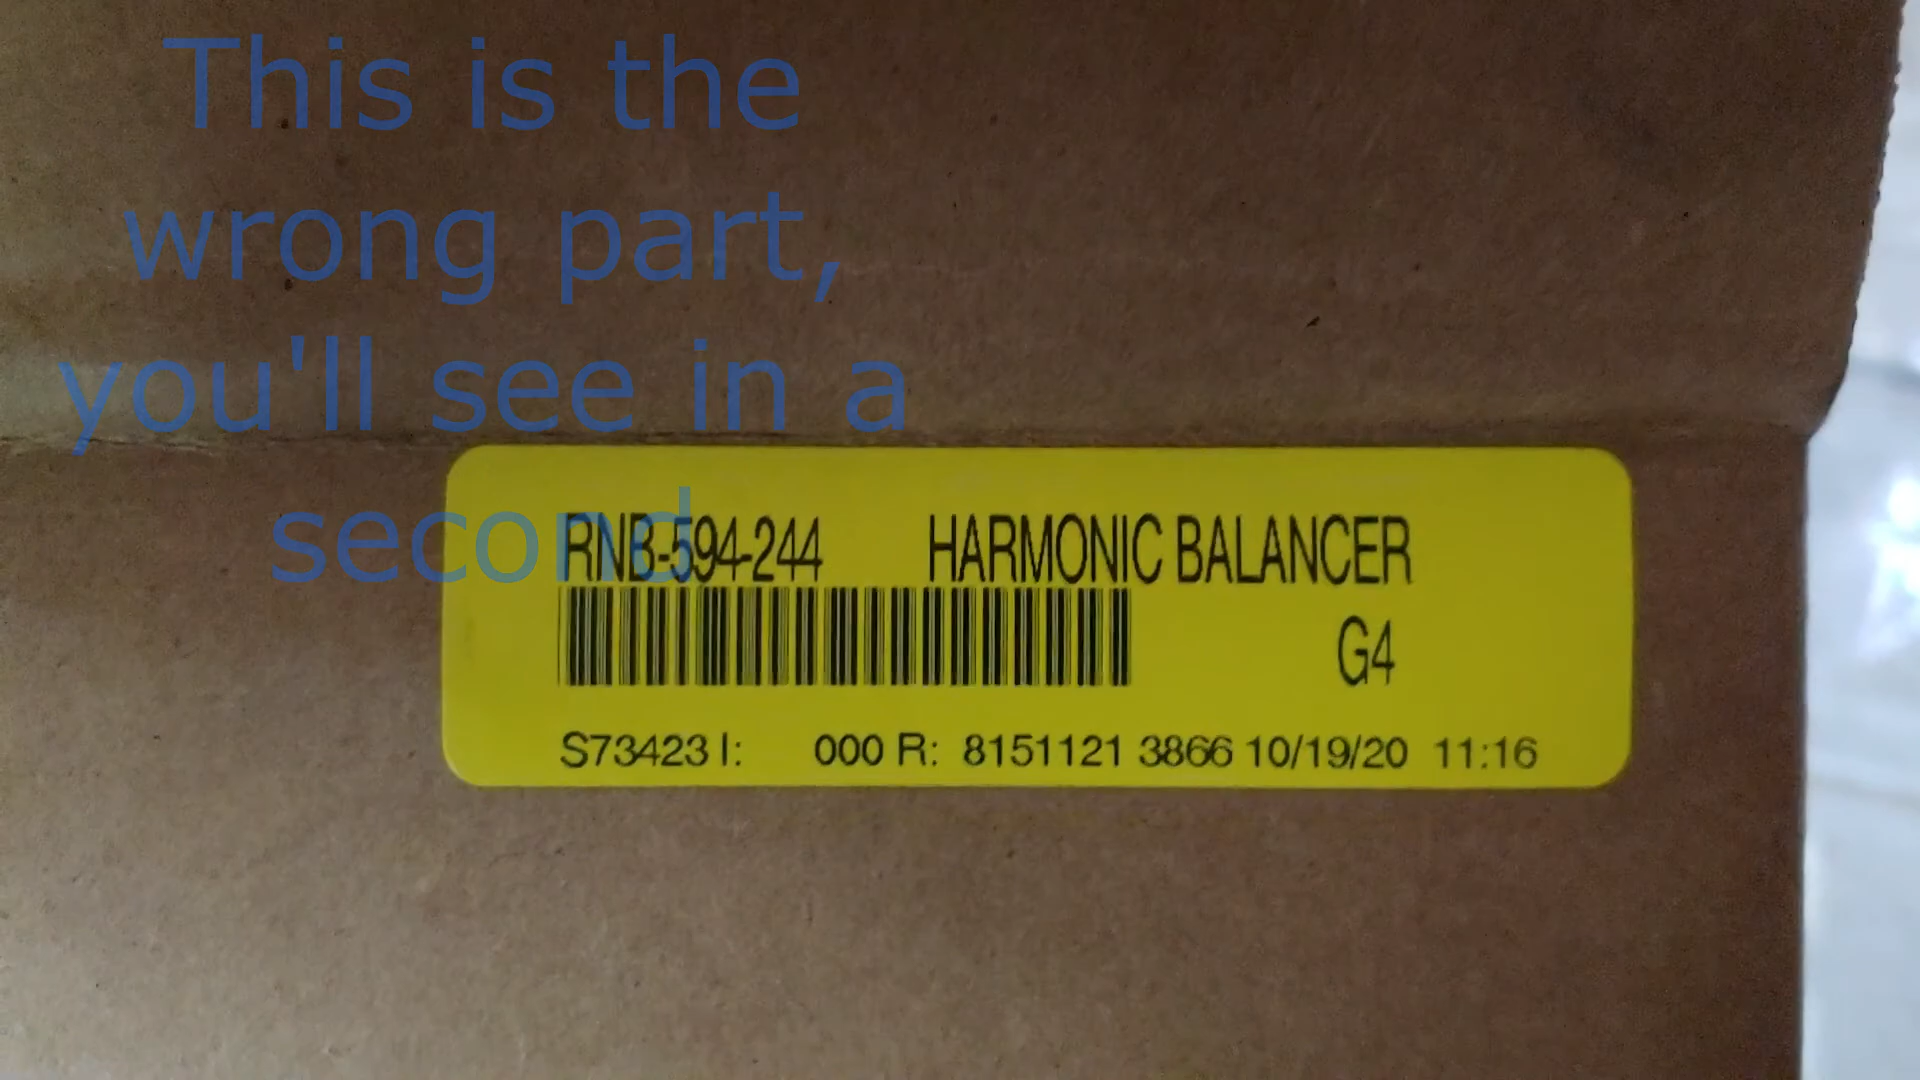 This is the
wrong part,
you'll see in a
second
RNB-594-244 HARMONIC BALANCER
G4
S73423 I: 000 R: 8151121 3866 10/19/20 11:16